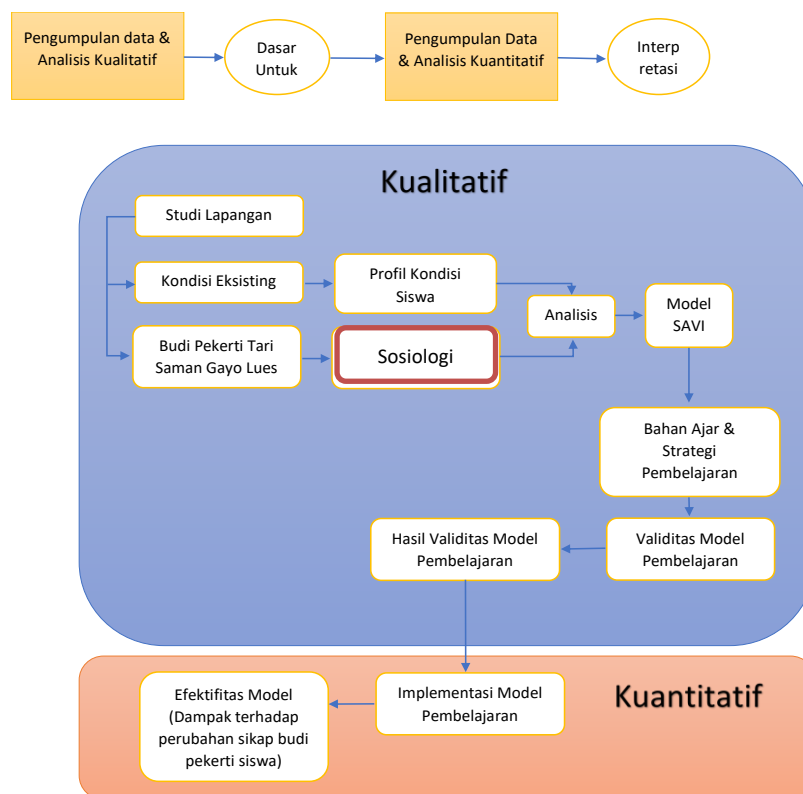 Pengumpulan data &
Analisis Kualitatif
Dasar
Untuk
Pengumpulan Data
& Analisis Kuantitatif
Interp
retasi
Kualitatif
Studi Lapangan
Kondisi Eksisting
Profil Kondisi
Siswa
Analisis
Model
SAVI
Budi Pekerti Tari
Saman Gayo Lues
Sosiologi
Bahan Ajar &
Strategi
Pembelajaran
Hasil Validitas Model
Pembelajaran
Validitas Model
Pembelajaran
Efektifitas Model
(Dampak terhadap
perubahan sikap budi
pekerti siswa)
Implementasi Model
Pembelajaran
Kuantitatif